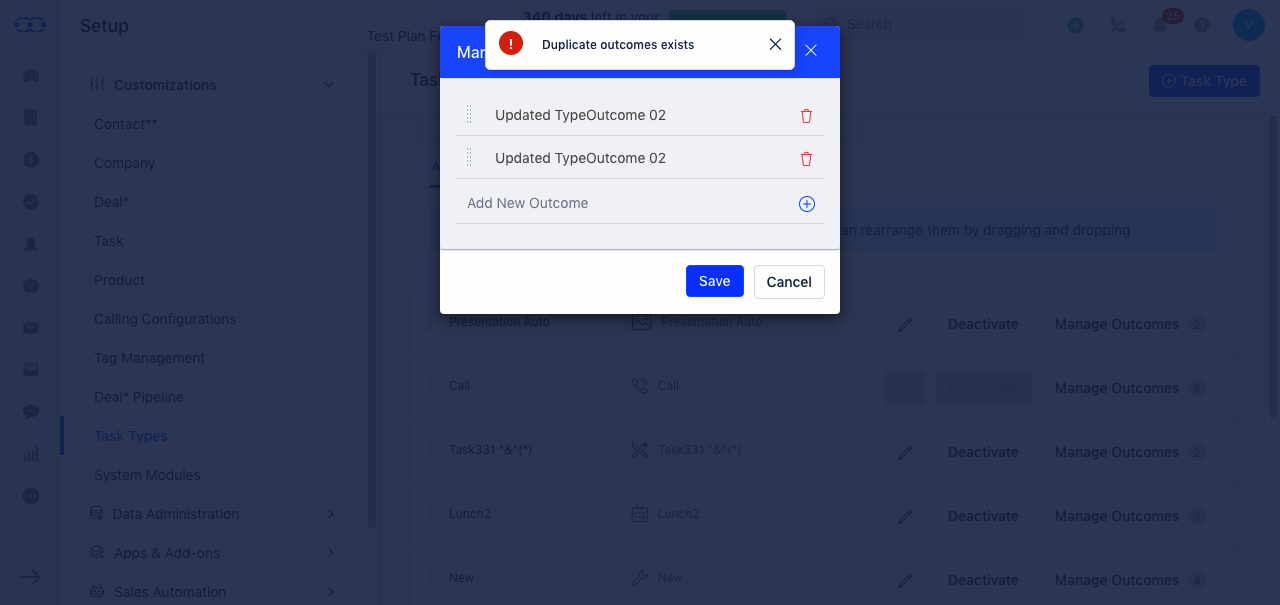 Setup
340 days left in your
Test Plan F
Search
25
V
Duplicate outcomes exists
Mar
Tas
Task Type
Customizations
Contact**
Company
Deal*
Task
Product
Calling Configurations
Tag Management
Deal* Pipeline
Task Types
System Modules
Data Administration
Apps & Add-ons
Sales Automation
Updated TypeOutcome 02
Updated TypeOutcome 02
Add New Outcome
Save
Cancel
an rearrange them by dragging and dropping
Presentation Auto
Presentation Auto
Deactivate
Manage Outcomes 2
Call
Call
Deactivate
Manage Outcomes 6
Task331 ^&^(*)
Task331 ^&^(*)
Deactivate
Manage Outcomes 2
Lunch2
Lunch2
Deactivate
Manage Outcomes 3
New
New
Deactivate
Manage Outcomes 4